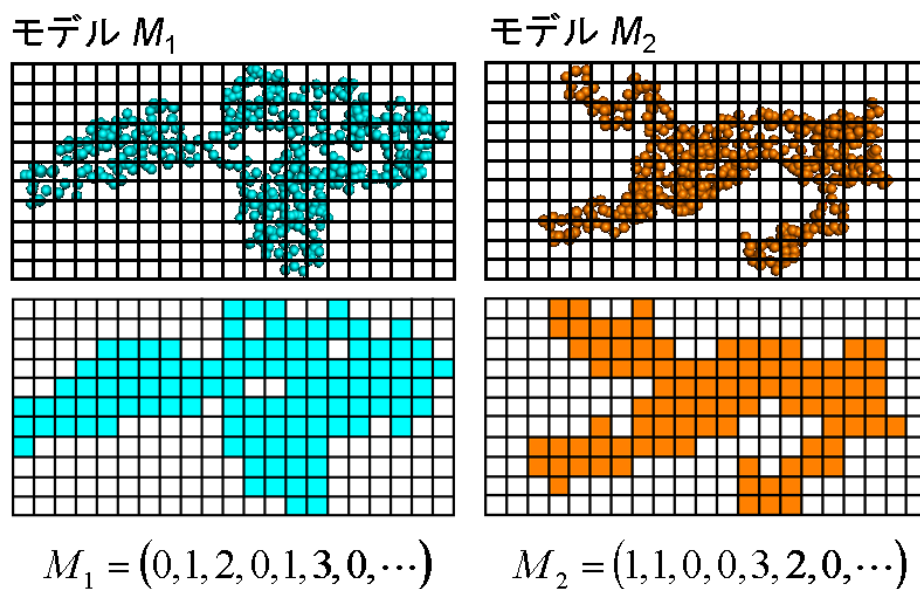 モデル M₁
モデル M₂
M₁ = (0,1,2,0,1,3,0,⋯)
M₂ = (1,1,0,0,3,2,0,⋯)